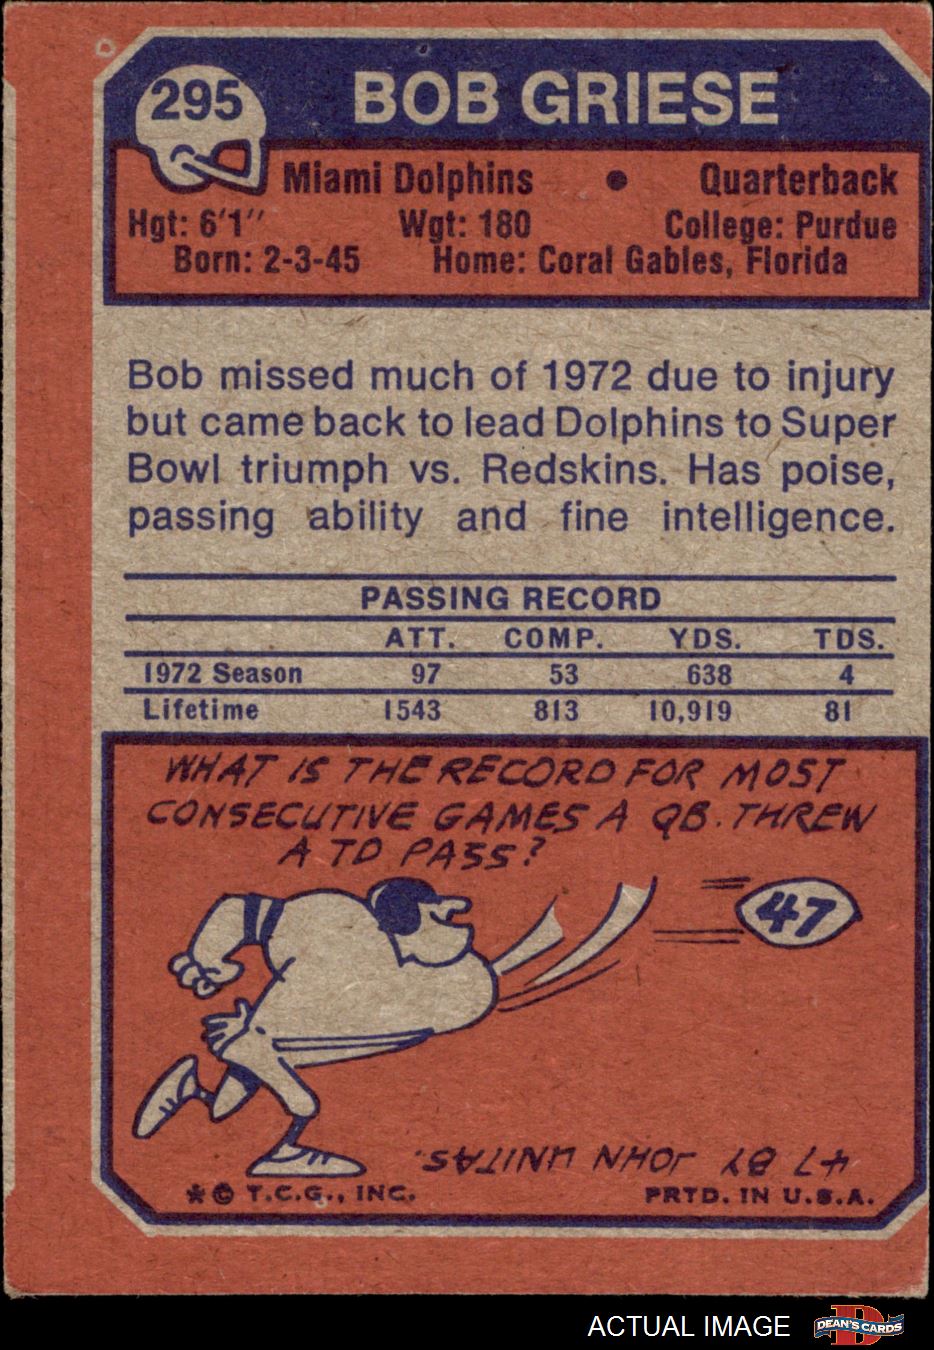 295
BOB GRIESE
Miami Dolphins • Quarterback
Hgt: 6'1" Wgt: 180 College: Purdue
Born: 2-3-45 Home: Coral Gables, Florida
Bob missed much of 1972 due to injury
but came back to lead Dolphins to Super
Bowl triumph vs. Redskins. Has poise,
passing ability and fine intelligence.
PASSING RECORD
ATT. COMP. YDS. TDS.
1972 Season 97 53 638 4
Lifetime 1543 813 10,919 81
WHAT IS THE RECORD FOR MOST
CONSECUTIVE GAMES A QB. THREW
A TD PASS?
47
47 BY JOHN UNITAS.
* © T.C.G., INC. PRTD. IN U.S.A.
ACTUAL IMAGE
D
DEAN'S CARDS